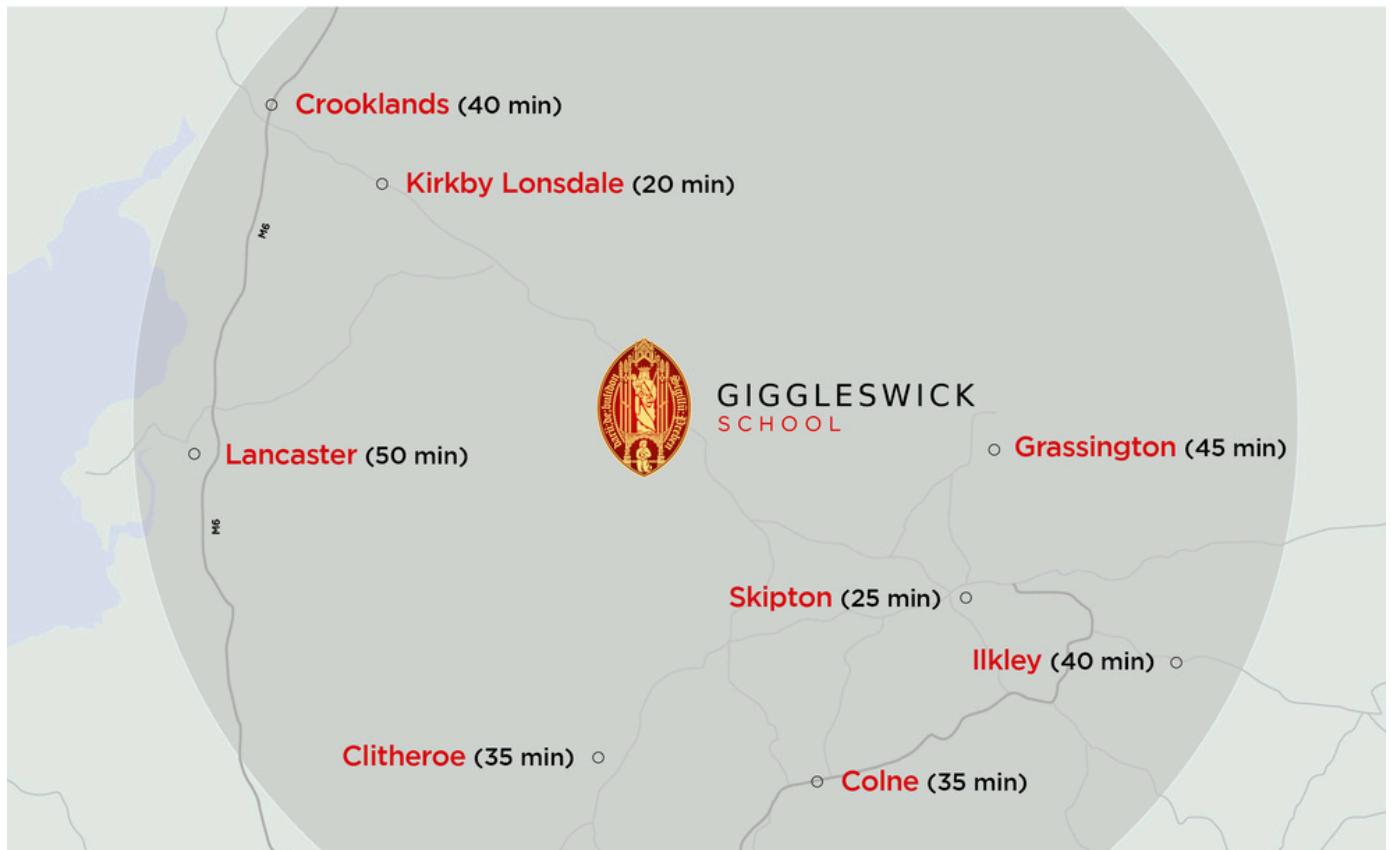 Crooklands (40 min)
Kirkby Lonsdale (20 min)
M6
GIGGLESWICK
SCHOOL
Lancaster (50 min)
Grassington (45 min)
M6
Skipton (25 min)
Ilkley (40 min)
Clitheroe (35 min)
Colne (35 min)